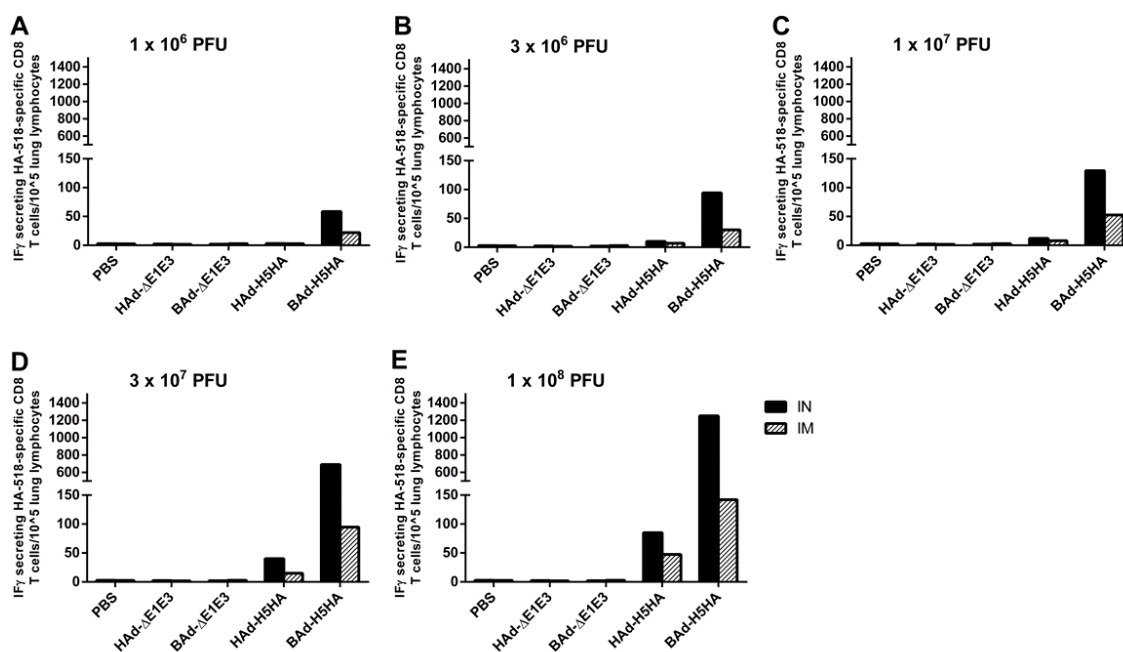 A
1 x 10⁶ PFU
IFγ secreting HA-518-specific CD8
T cells/10^5 lung lymphocytes
1400
1200
1000
800
600
150
100
50
0
PBS
HAd-ΔE1E3
BAd-ΔE1E3
HAd-H5HA
BAd-H5HA
B
3 x 10⁶ PFU
IFγ secreting HA-518-specific CD8
T cells/10^5 lung lymphocytes
1400
1200
1000
800
600
150
100
50
0
PBS
HAd-ΔE1E3
BAd-ΔE1E3
HAd-H5HA
BAd-H5HA
C
1 x 10⁷ PFU
IFγ secreting HA-518-specific CD8
T cells/10^5 lung lymphocytes
1400
1200
1000
800
600
150
100
50
0
PBS
HAd-ΔE1E3
BAd-ΔE1E3
HAd-H5HA
BAd-H5HA
D
3 x 10⁷ PFU
IFγ secreting HA-518-specific CD8
T cells/10^5 lung lymphocytes
1400
1200
1000
800
600
150
100
50
0
PBS
HAd-ΔE1E3
BAd-ΔE1E3
HAd-H5HA
BAd-H5HA
E
1 x 10⁸ PFU
IFγ secreting HA-518-specific CD8
T cells/10^5 lung lymphocytes
1400
1200
1000
800
600
150
100
50
0
PBS
HAd-ΔE1E3
BAd-ΔE1E3
HAd-H5HA
BAd-H5HA
IN
IM